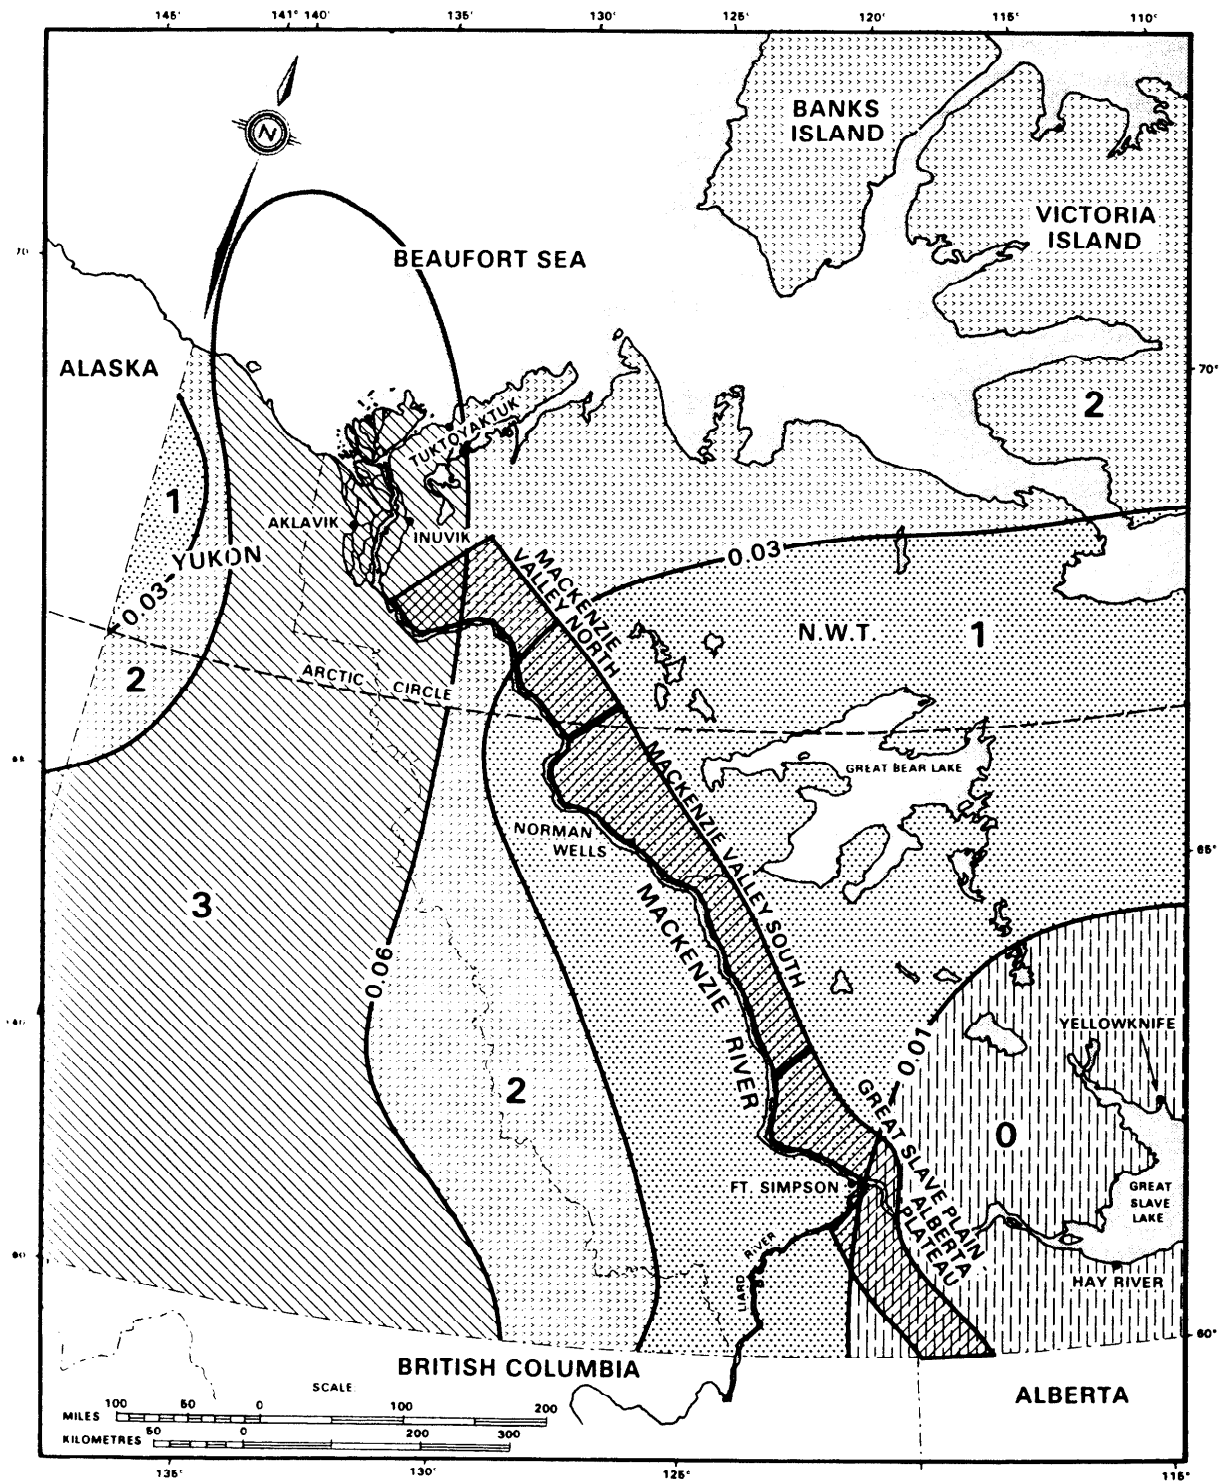 145° 141° 140° 135° 130° 125° 120° 115° 110°
N
BANKS
ISLAND
VICTORIA
ISLAND
BEAUFORT SEA
70
70°
ALASKA
2
TUKTOYAKTUK
1
AKLAVIK
INUVIK
YUKON
0.03
0.03
MACKENZIE
VALLEY NORTH
N.W.T.
1
2
ARCTIC CIRCLE
GREAT BEAR LAKE
MACKENZIE VALLEY SOUTH
NORMAN
WELLS
65°
3
MACKENZIE RIVER
0.06
0.01
YELLOWKNIFE
2
0
GREAT SLAVE PLAIN -
ALBERTA
PLATEAU
FT. SIMPSON
GREAT
SLAVE
LAKE
LIARD RIVER
HAY RIVER
60°
BRITISH COLUMBIA
ALBERTA
SCALE
MILES 100 50 0 100 200
KILOMETRES 50 0 200 300
135° 130° 125° 120° 115°